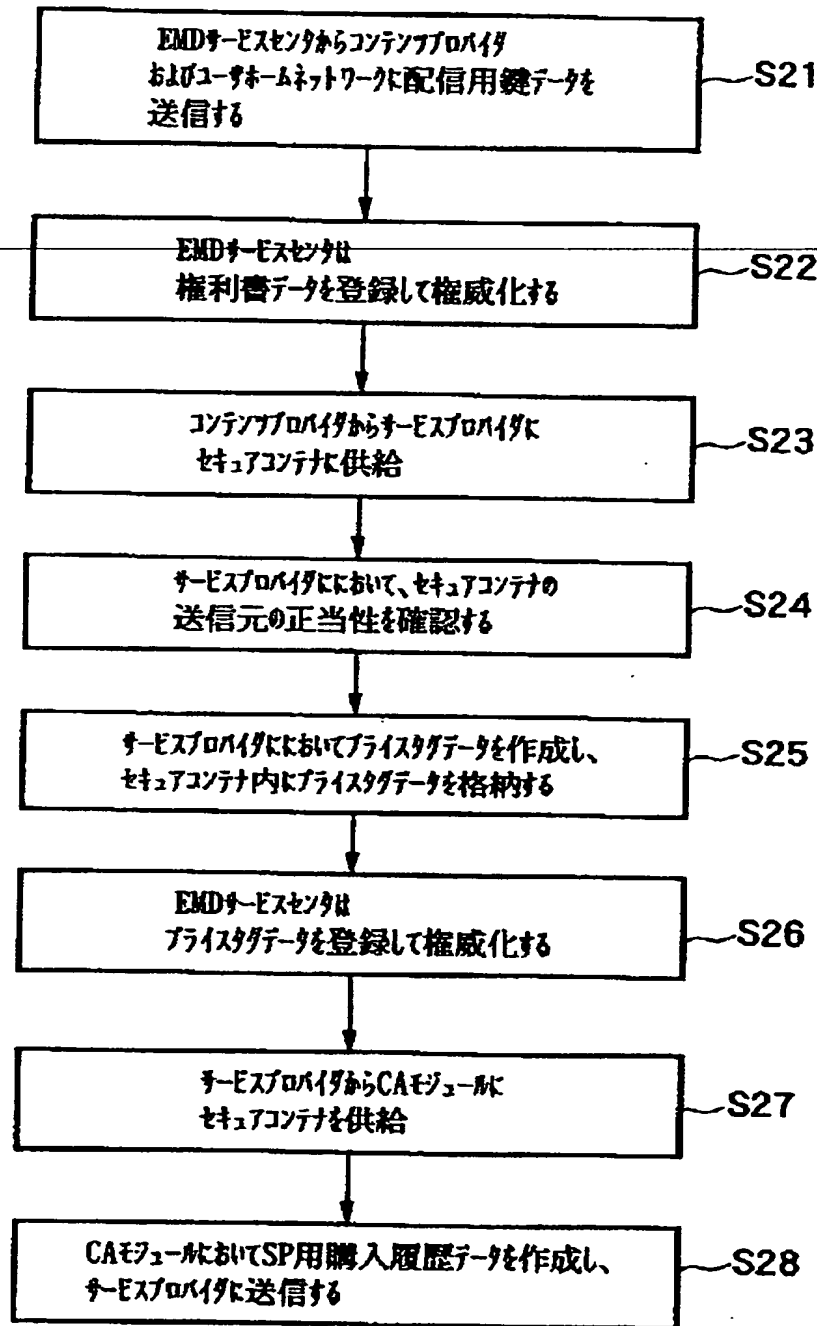 EMDサービスセンタからコンテンツプロバイダ
およびユーザホームネットワークに配信用鍵データを
送信する
S21
EMDサービスセンタは
権利書データを登録して権威化する
S22
コンテンツプロバイダからサービスプロバイダに
セキュアコンテナに供給
S23
サービスプロバイダににおいて、セキュアコンテナの
送信元の正当性を確認する
S24
サービスプロバイダににおいてプライスタグデータを作成し、
セキュアコンテナ内にプライスタグデータを格納する
S25
EMDサービスセンタは
プライスタグデータを登録して権威化する
S26
サービスプロバイダからCAモジュールに
セキュアコンテナを供給
S27
CAモジュールにおいてSP用購入履歴データを作成し、
サービスプロバイダに送信する
S28